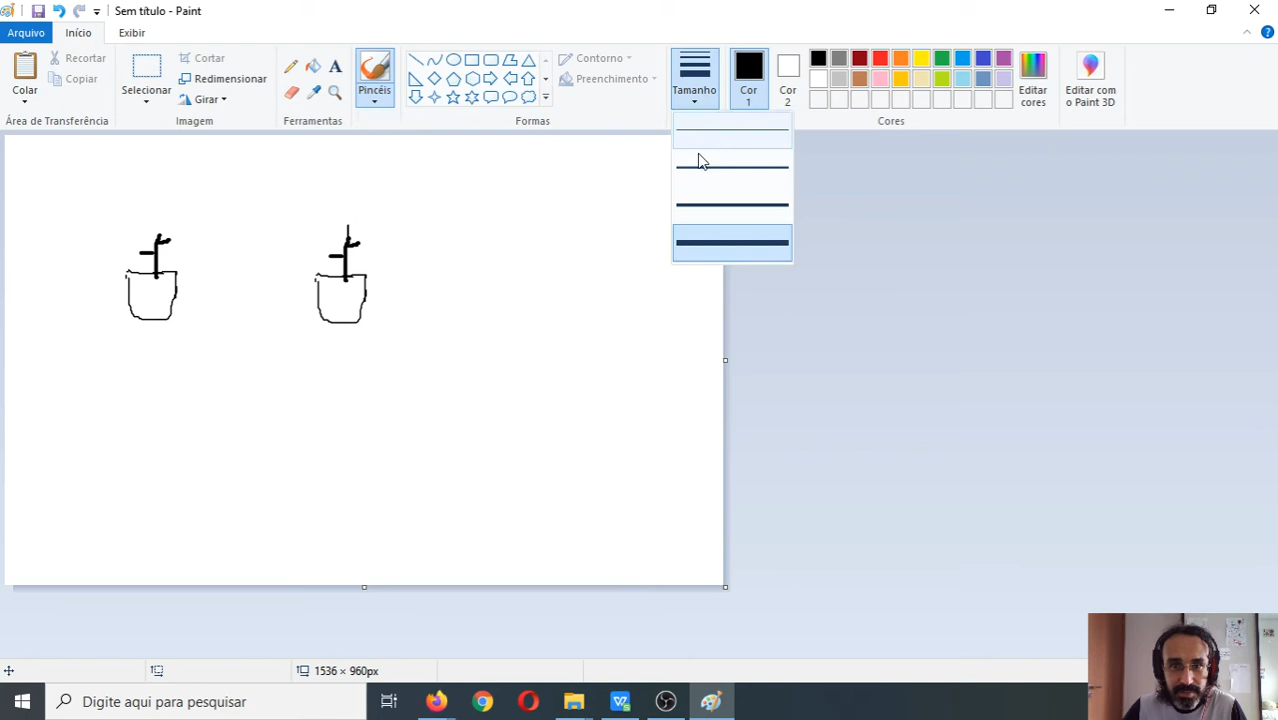 Sem título - Paint
Arquivo Início Exibir
Colar
Recortar
Copiar
Área de Transferência
Selecionar
Cortar
Redimensionar
Girar
Imagem
A
Ferramentas
Pincéis
Contorno
Preenchimento
Formas
Tamanho
Cor
1
Cor
2
Editar
cores
Cores
Editar com
o Paint 3D
1536 × 960px
Digite aqui para pesquisar